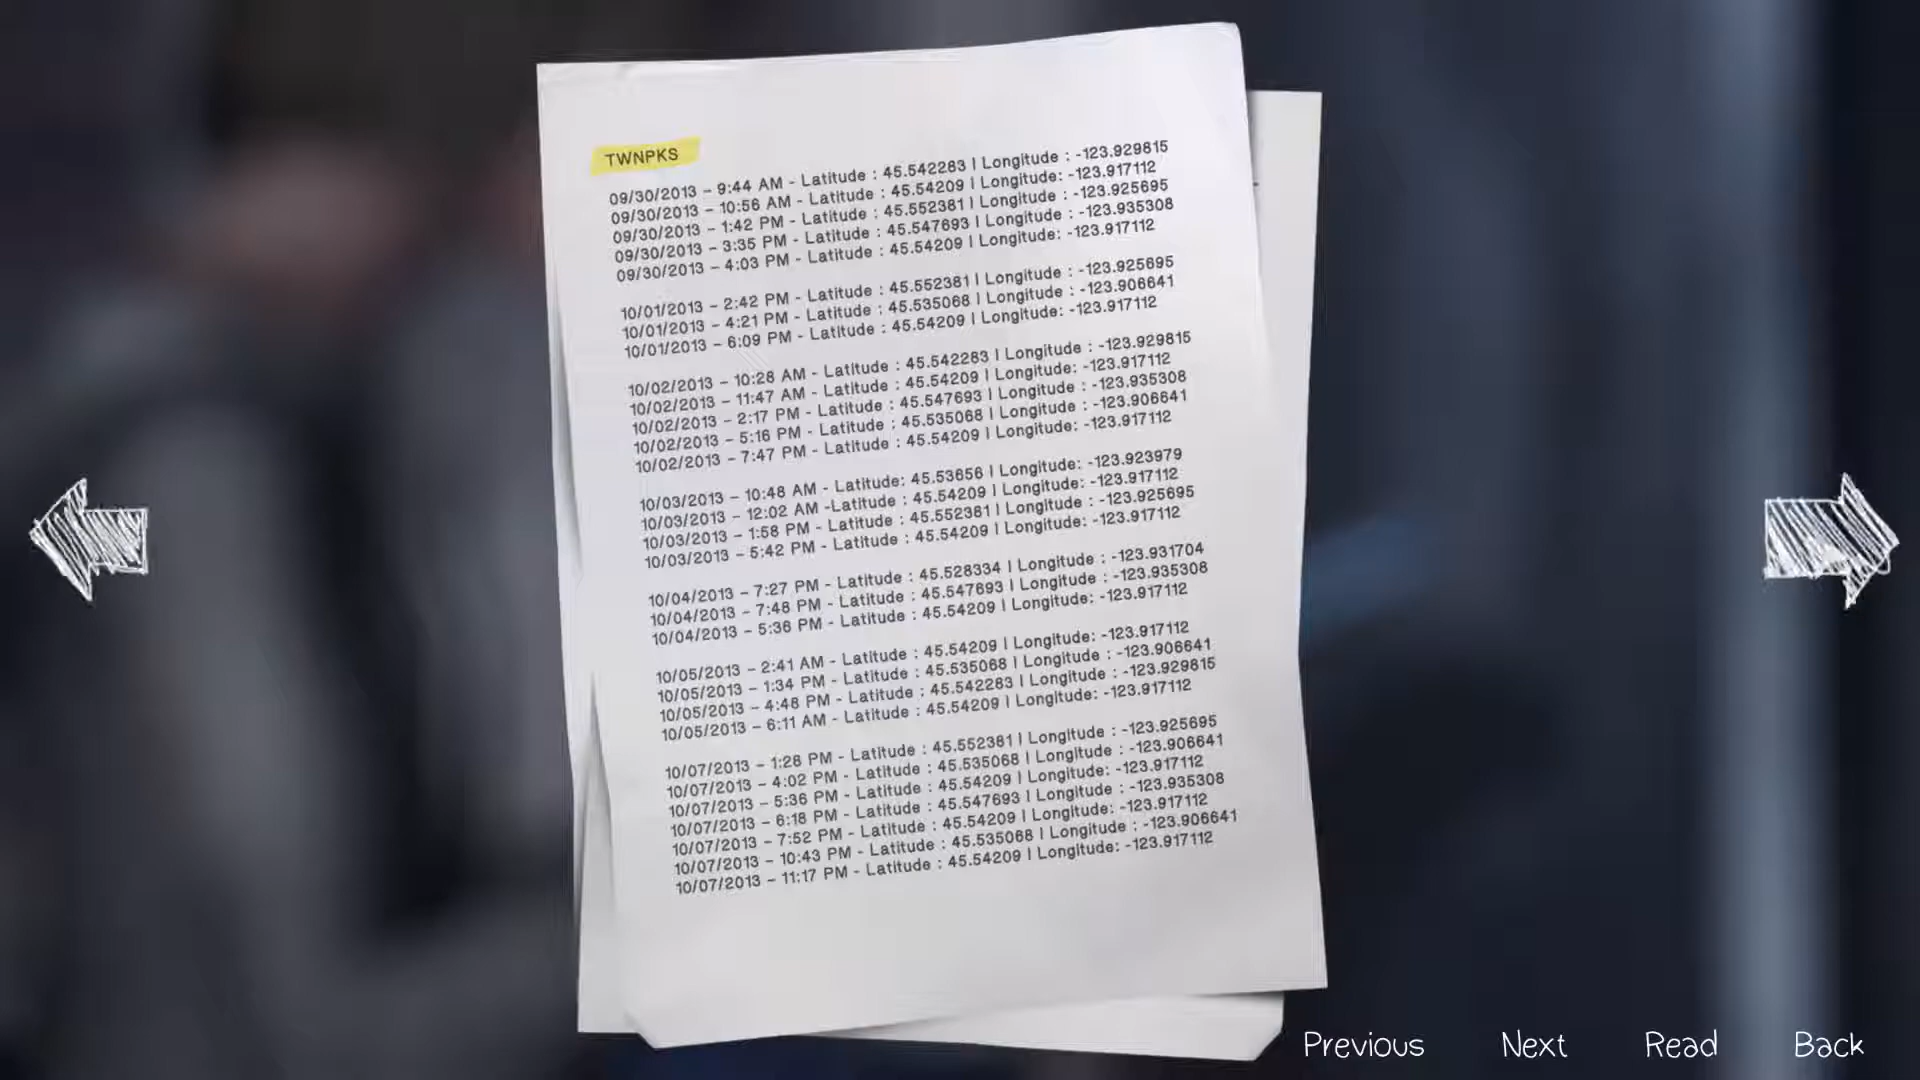 TWNPKS
09/30/2013 – 9:44 AM - Latitude : 45.542283 | Longitude : -123.929815
09/30/2013 – 10:56 AM - Latitude : 45.54209 | Longitude: -123.917112
09/30/2013 – 1:42 PM - Latitude : 45.552381 | Longitude : -123.925695
09/30/2013 – 3:35 PM - Latitude : 45.547693 | Longitude : -123.935308
09/30/2013 – 4:03 PM - Latitude : 45.54209 | Longitude: -123.917112
10/01/2013 – 2:42 PM - Latitude : 45.552381 | Longitude : -123.925695
10/01/2013 – 4:21 PM - Latitude : 45.535068 | Longitude : -123.906641
10/01/2013 – 6:09 PM - Latitude : 45.54209 | Longitude: -123.917112
10/02/2013 – 10:28 AM - Latitude : 45.542283 | Longitude : -123.929815
10/02/2013 – 11:47 AM - Latitude : 45.54209 | Longitude: -123.917112
10/02/2013 – 2:17 PM - Latitude : 45.547693 | Longitude : -123.935308
10/02/2013 – 5:16 PM - Latitude : 45.535068 | Longitude : -123.906641
10/02/2013 – 7:47 PM - Latitude : 45.54209 | Longitude: -123.917112
10/03/2013 – 10:48 AM - Latitude: 45.53656 | Longitude: -123.923979
10/03/2013 – 12:02 AM -Latitude : 45.54209 | Longitude: -123.917112
10/03/2013 – 1:58 PM - Latitude : 45.552381 | Longitude : -123.925695
10/03/2013 – 5:42 PM - Latitude : 45.54209 | Longitude: -123.917112
10/04/2013 – 7:27 PM - Latitude : 45.528334 | Longitude : -123.931704
10/04/2013 – 7:48 PM - Latitude : 45.547693 | Longitude : -123.935308
10/04/2013 – 5:36 PM - Latitude : 45.54209 | Longitude: -123.917112
10/05/2013 – 2:41 AM - Latitude : 45.54209 | Longitude: -123.917112
10/05/2013 – 1:34 PM - Latitude : 45.535068 | Longitude : -123.906641
10/05/2013 – 4:48 PM - Latitude : 45.542283 | Longitude : -123.929815
10/05/2013 – 6:11 AM - Latitude : 45.54209 | Longitude: -123.917112
10/07/2013 – 1:28 PM - Latitude : 45.552381 | Longitude : -123.925695
10/07/2013 – 4:02 PM - Latitude : 45.535068 | Longitude : -123.906641
10/07/2013 – 5:36 PM - Latitude : 45.54209 | Longitude: -123.917112
10/07/2013 – 6:18 PM - Latitude : 45.547693 | Longitude : -123.935308
10/07/2013 – 7:52 PM - Latitude : 45.54209 | Longitude: -123.917112
10/07/2013 – 10:43 PM - Latitude : 45.535068 | Longitude : -123.906641
10/07/2013 – 11:17 PM - Latitude : 45.54209 | Longitude: -123.917112
Previous Next Read Back